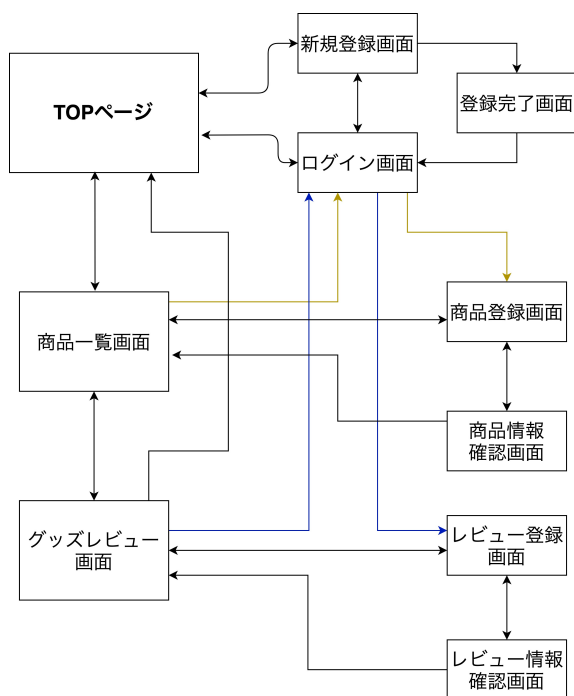 新規登録画面
TOPページ
登録完了画面
ログイン画面
商品登録画面
商品一覧画面
商品情報
確認画面
グッズレビュー
画面
レビュー登録
画面
レビュー情報
確認画面